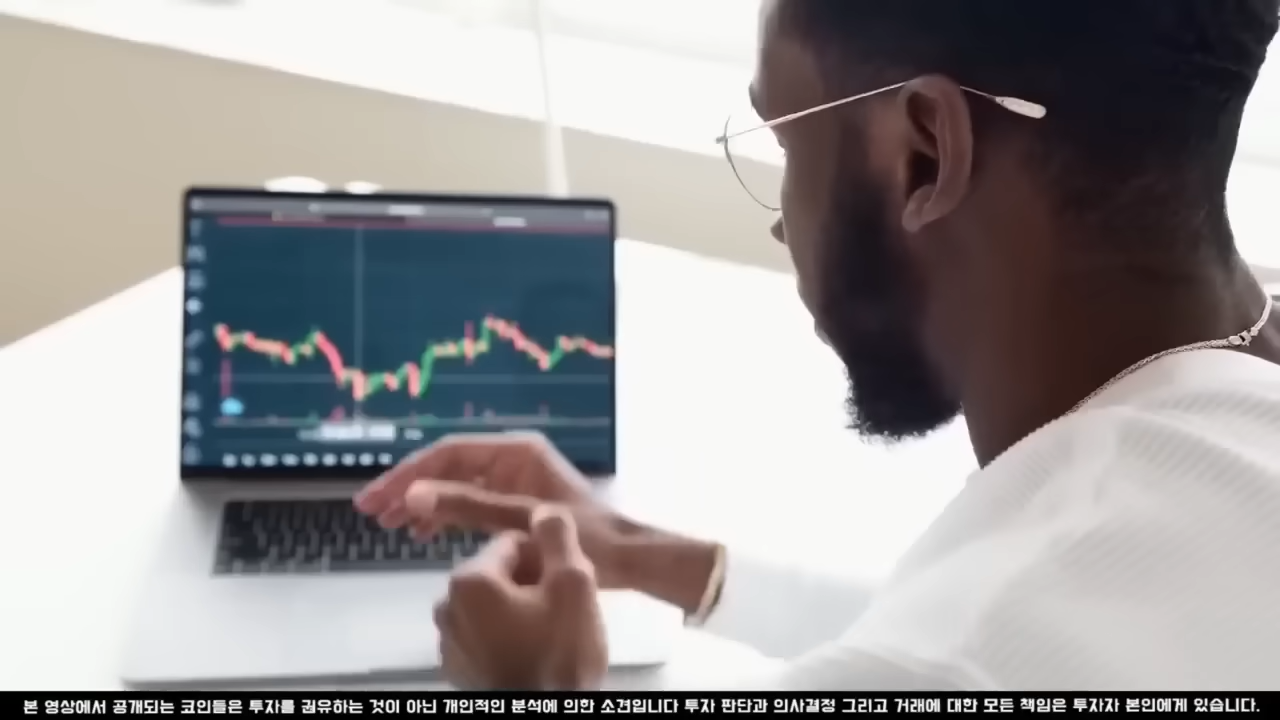 본 영상에서 공개되는 코인들은 투자를 권유하는 것이 아닌 개인적인 분석에 의한 소견입니다 투자 판단과 의사결정 그리고 거래에 대한 모든 책임은 투자자 본인에게 있습니다.